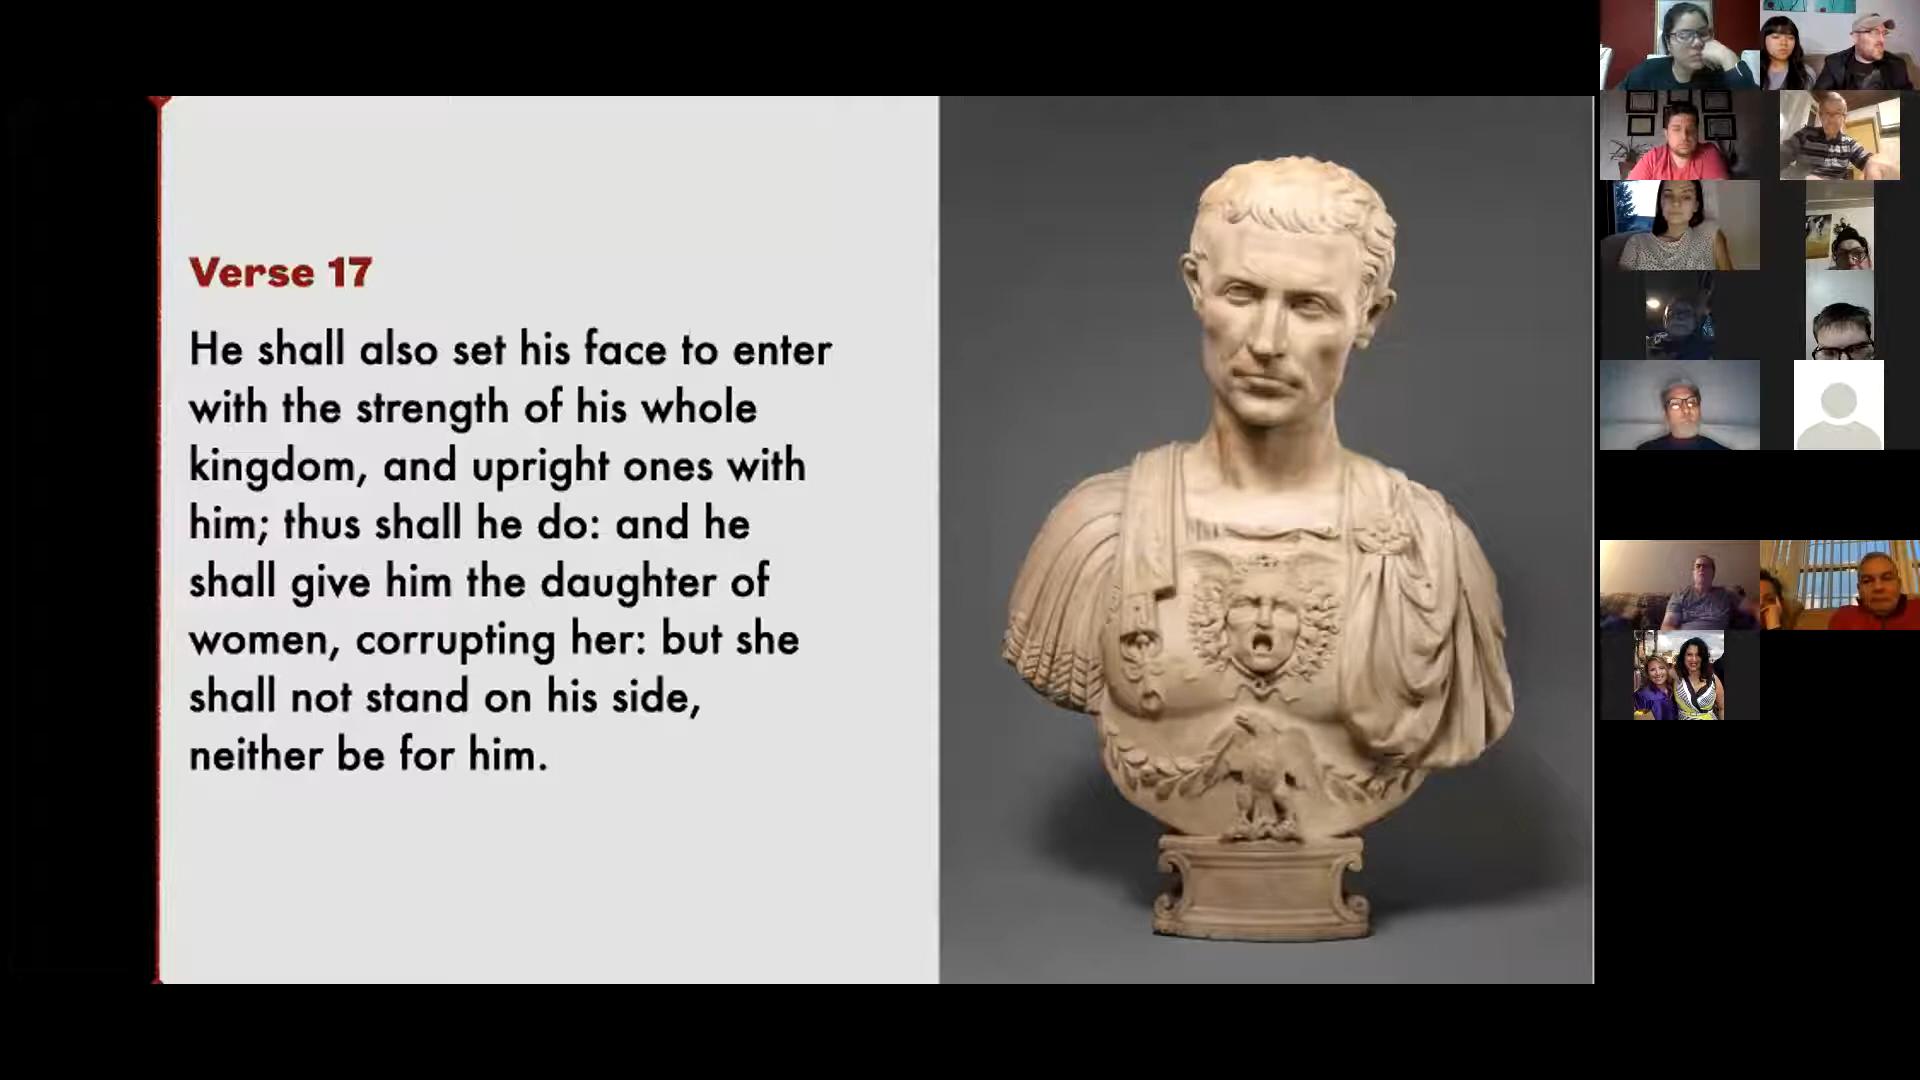 Verse 17
He shall also set his face to enter
with the strength of his whole
kingdom, and upright ones with
him; thus shall he do: and he
shall give him the daughter of
women, corrupting her: but she
shall not stand on his side,
neither be for him.